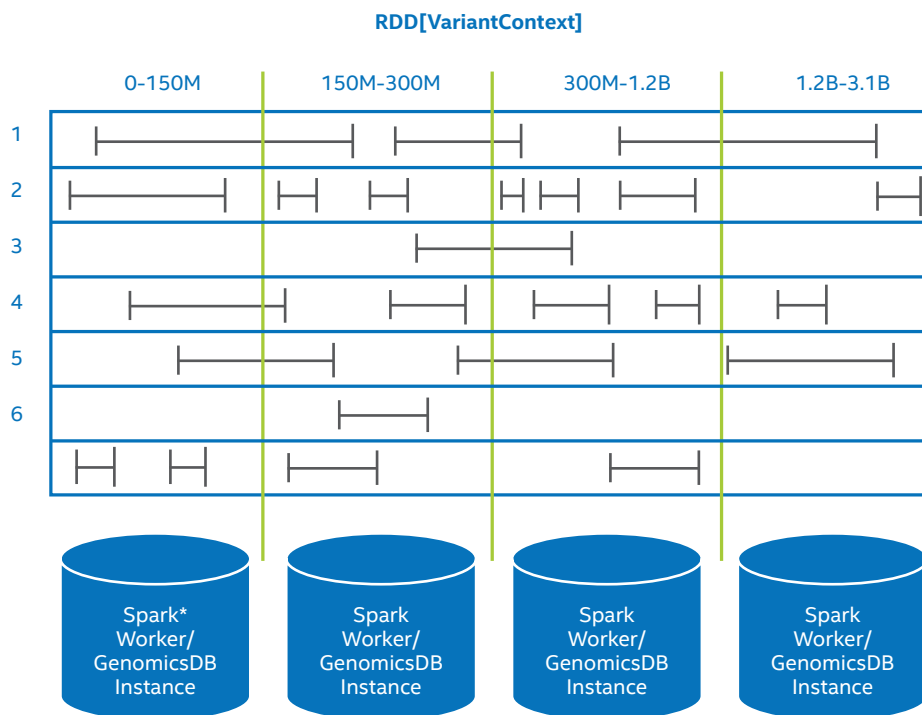 RDD[VariantContext]
0-150M 150M-300M 300M-1.2B 1.2B-3.1B
1
2
3
4
5
6
Spark*
Worker/
GenomicsDB
Instance
Spark
Worker/
GenomicsDB
Instance
Spark
Worker/
GenomicsDB
Instance
Spark
Worker/
GenomicsDB
Instance